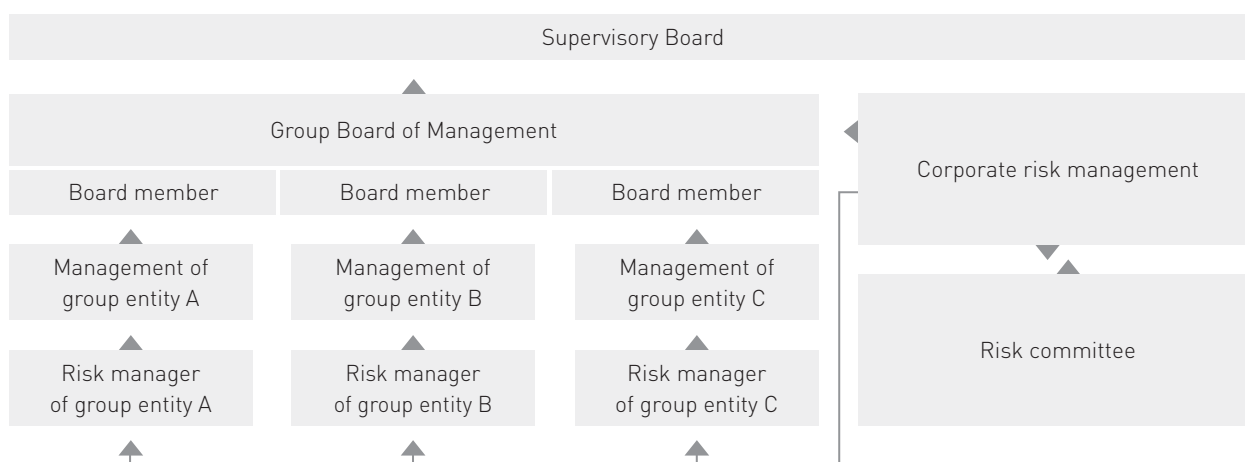 Supervisory Board
Group Board of Management
Corporate risk management
Board member
Board member
Board member
Management of
group entity A
Management of
group entity B
Management of
group entity C
Risk committee
Risk manager
of group entity A
Risk manager
of group entity B
Risk manager
of group entity C